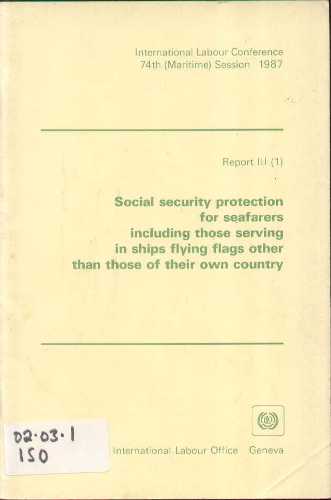 International Labour Conference
74th (Maritime) Session 1987
Report III (1)
Social security protection
for seafarers
including those serving
in ships flying flags other
than those of their own country
02·03·1
ISO
International Labour Office Geneva